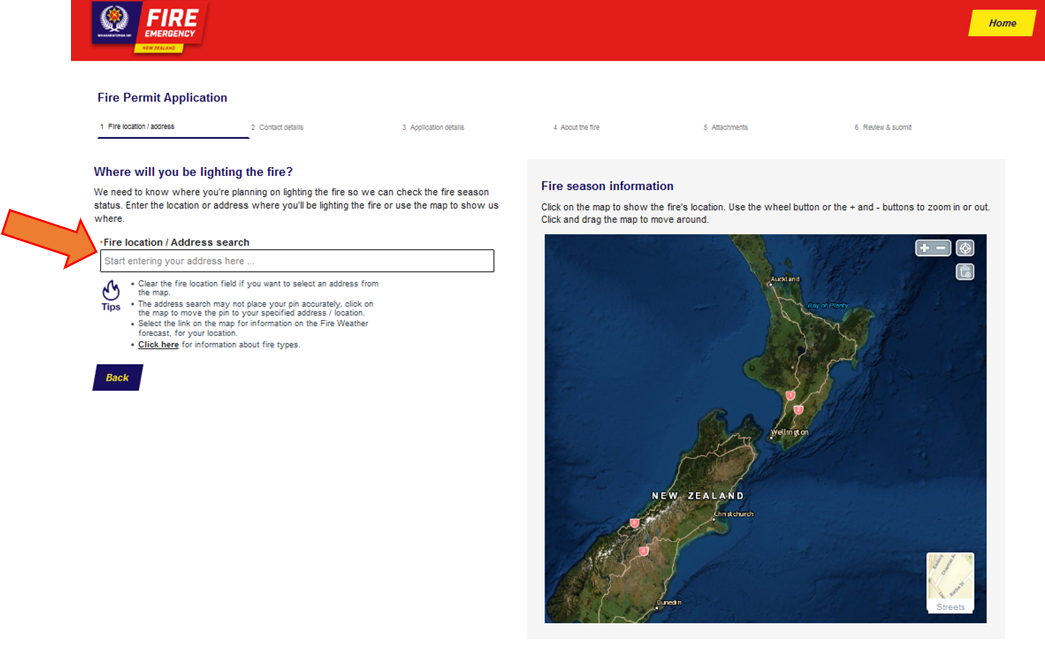 FIRE
EMERGENCY
NEW ZEALAND
Home
Fire Permit Application
1 Fire location / address
2 Contact details
3 Application details
4 About the fire
5 Attachments
6 Review & submit
Where will you be lighting the fire?
We need to know where you're planning on lighting the fire so we can check the fire season
status. Enter the location or address where you'll be lighting the fire or use the map to show us
where.
*Fire location / Address search
Start entering your address here ...
Tips
• Clear the fire location field if you want to select an address from
the map.
• The address search may not place your pin accurately, click on
the map to move the pin to your specified address / location.
• Select the link on the map for information on the Fire Weather
forecast, for your location.
• Click here for information about fire types.
Back
Fire season information
Click on the map to show the fire's location. Use the wheel button or the + and - buttons to zoom in or out.
Click and drag the map to move around.
+ −
Auckland
Bay of Plenty
Wellington
NEW ZEALAND
Christchurch
Dunedin
Streets